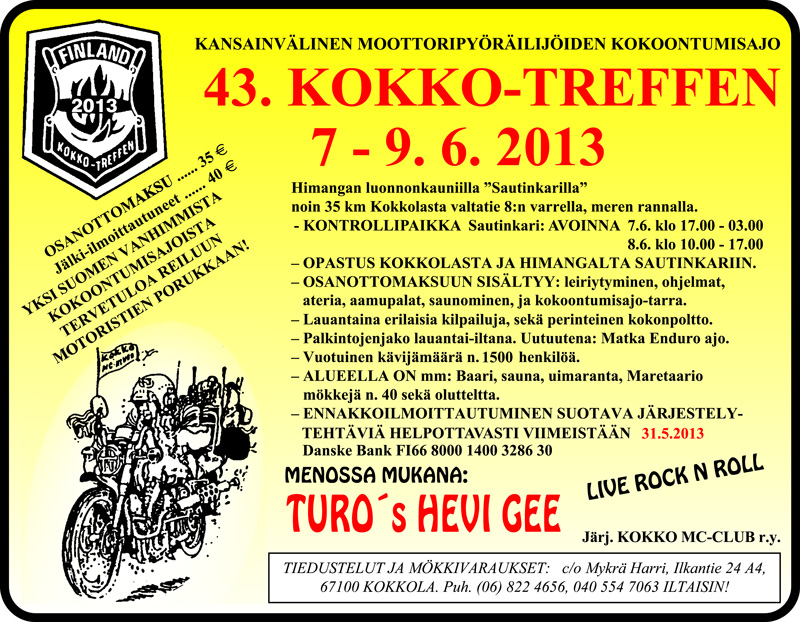 FINLAND
2013
KOKKO-TREFFEN
KANSAINVÄLINEN MOOTTORIPYÖRÄILIJÖIDEN KOKOONTUMISAJO
43. KOKKO-TREFFEN
7 - 9. 6. 2013
OSANOTTOMAKSU ...... 35 €
Jälki-ilmoittautuneet ...... 40 €
YKSI SUOMEN VANHIMMISTA
KOKOONTUMISAJOISTA
TERVETULOA REILUUN
MOTORISTIEN PORUKKAAN!
Himangan luonnonkauniilla ”Sautinkarilla”
noin 35 km Kokkolasta valtatie 8:n varrella, meren rannalla.
- KONTROLLIPAIKKA Sautinkari: AVOINNA 7.6. klo 17.00 - 03.00
8.6. klo 10.00 - 17.00
– OPASTUS KOKKOLASTA JA HIMANGALTA SAUTINKARIIN.
– OSANOTTOMAKSUUN SISÄLTYY: leiriytyminen, ohjelmat,
ateria, aamupalat, saunominen, ja kokoontumisajo-tarra.
– Lauantaina erilaisia kilpailuja, sekä perinteinen kokonpoltto.
– Palkintojenjako lauantai-iltana. Uutuutena: Matka Enduro ajo.
– Vuotuinen kävijämäärä n. 1500 henkilöä.
– ALUEELLA ON mm: Baari, sauna, uimaranta, Maretaario
mökkejä n. 40 sekä olutteltta.
– ENNAKKOILMOITTAUTUMINEN SUOTAVA JÄRJESTELY-
TEHTÄVIÄ HELPOTTAVASTI VIIMEISTÄÄN 31.5.2013
Danske Bank FI66 8000 1400 3286 30
KOKKO
MC-CLUB
MENOSSA MUKANA:
TURO´s HEVI GEE
LIVE ROCK N ROLL
Järj. KOKKO MC-CLUB r.y.
TIEDUSTELUT JA MÖKKIVARAUKSET: c/o Mykrä Harri, Ilkantie 24 A4,
67100 KOKKOLA. Puh. (06) 822 4656, 040 554 7063 ILTAISIN!